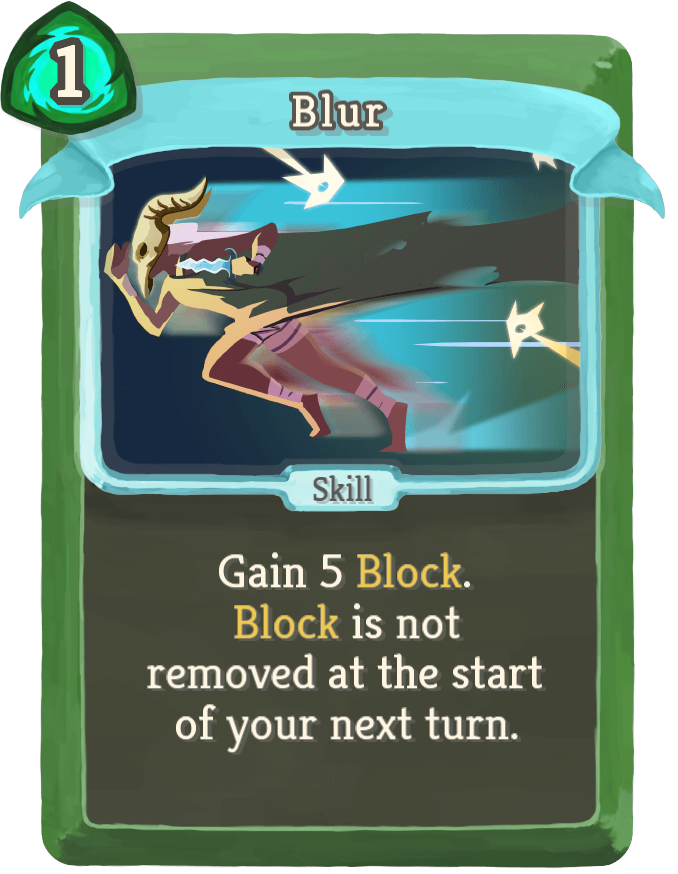 1
Blur
Skill
Gain 5 Block.
Block is not
removed at the start
of your next turn.